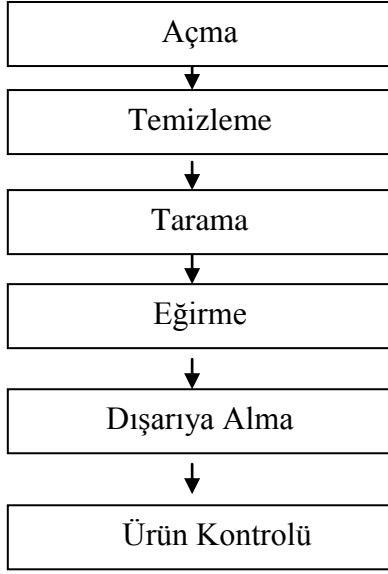 Açma
Temizleme
Tarama
Eğirme
Dışarıya Alma
Ürün Kontrolü